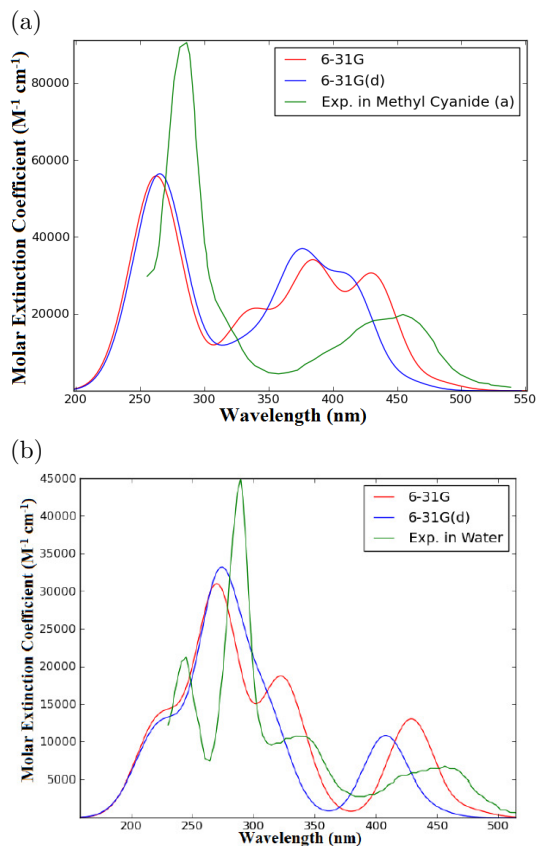 (a)
6-31G
6-31G(d)
Exp. in Methyl Cyanide (a)
Molar Extinction Coefficient (M⁻¹ cm⁻¹)
80000
60000
40000
20000
200 250 300 350 400 450 500 550
Wavelength (nm)
(b)
6-31G
6-31G(d)
Exp. in Water
Molar Extinction Coefficient (M⁻¹ cm⁻¹)
45000
40000
35000
30000
25000
20000
15000
10000
5000
200 250 300 350 400 450 500
Wavelength (nm)